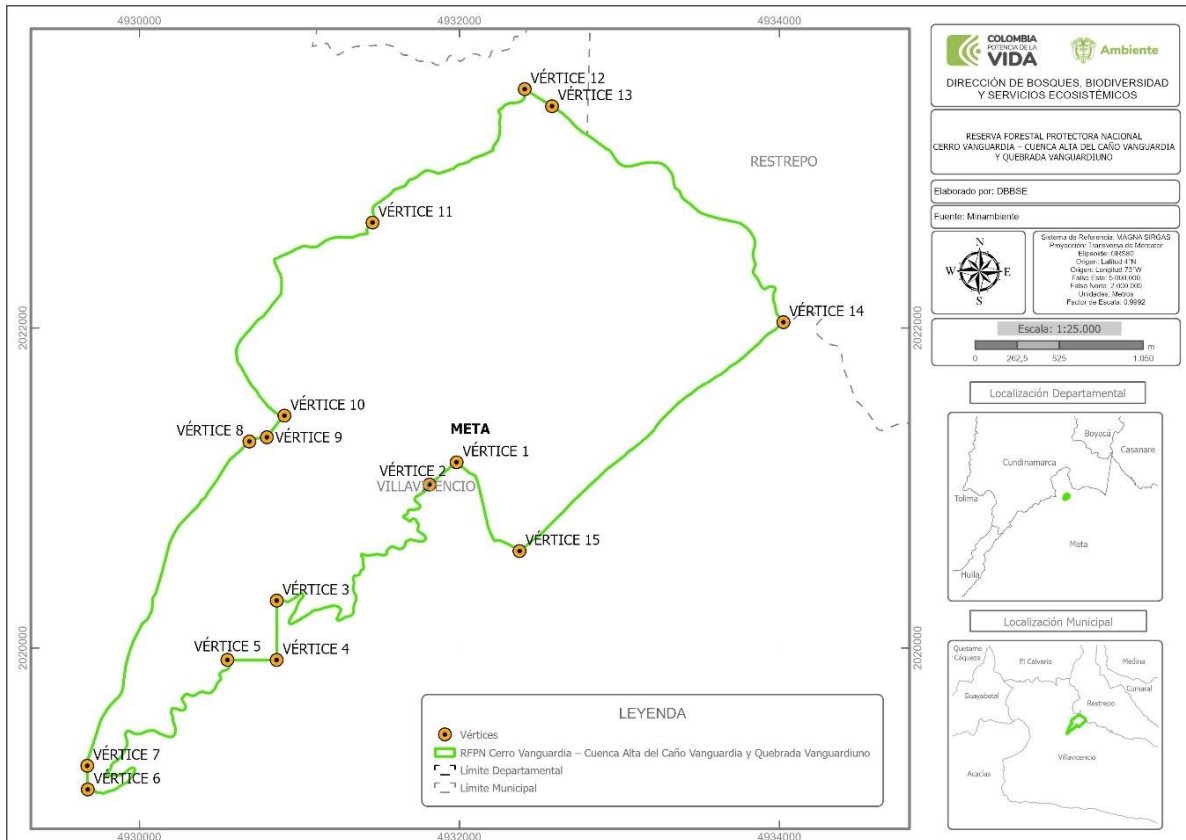 4930000
4932000
4934000
COLOMBIA
POTENCIA DE LA
VIDA
Ambiente
DIRECCIÓN DE BOSQUES, BIODIVERSIDAD
Y SERVICIOS ECOSISTÉMICOS
RESERVA FORESTAL PROTECTORA NACIONAL
CERRO VANGUARDIA – CUENCA ALTA DEL CAÑO VANGUARDIA
Y QUEBRADA VANGUARDIUNO
Elaborado por: DBBSE
Fuente: Minambiente
N
W E
S
Sistema de Referencia: MAGNA SIRGAS
Proyección: Transversa de Mercator
Elipsoide: GRS80
Origen: Latitud 4°N
Origen: Longitud 73°W
Falso Este: 5.000.000
Falso Norte: 2.000.000
Unidades: Metros
Factor de Escala: 0.9992
Escala: 1:25.000
m
0 262,5 525 1.050
Localización Departamental
Boyacá
Casanare
Cundinamarca
Tolima
Meta
Huila
Localización Municipal
Quetame
Cáqueza
El Calvario
Medina
Guayabetal
Cumaral
Restrepo
Villavicencio
Acacías
VÉRTICE 12
VÉRTICE 13
RESTREPO
VÉRTICE 11
VÉRTICE 14
2022000
2022000
VÉRTICE 10
VÉRTICE 8
VÉRTICE 9
META
VÉRTICE 1
VÉRTICE 2
VILLAVICENCIO
VÉRTICE 15
VÉRTICE 3
VÉRTICE 5
VÉRTICE 4
2020000
2020000
VÉRTICE 7
VÉRTICE 6
LEYENDA
Vértices
RFPN Cerro Vanguardia – Cuenca Alta del Caño Vanguardia y Quebrada Vanguardiuno
Límite Departamental
Límite Municipal
4930000
4932000
4934000